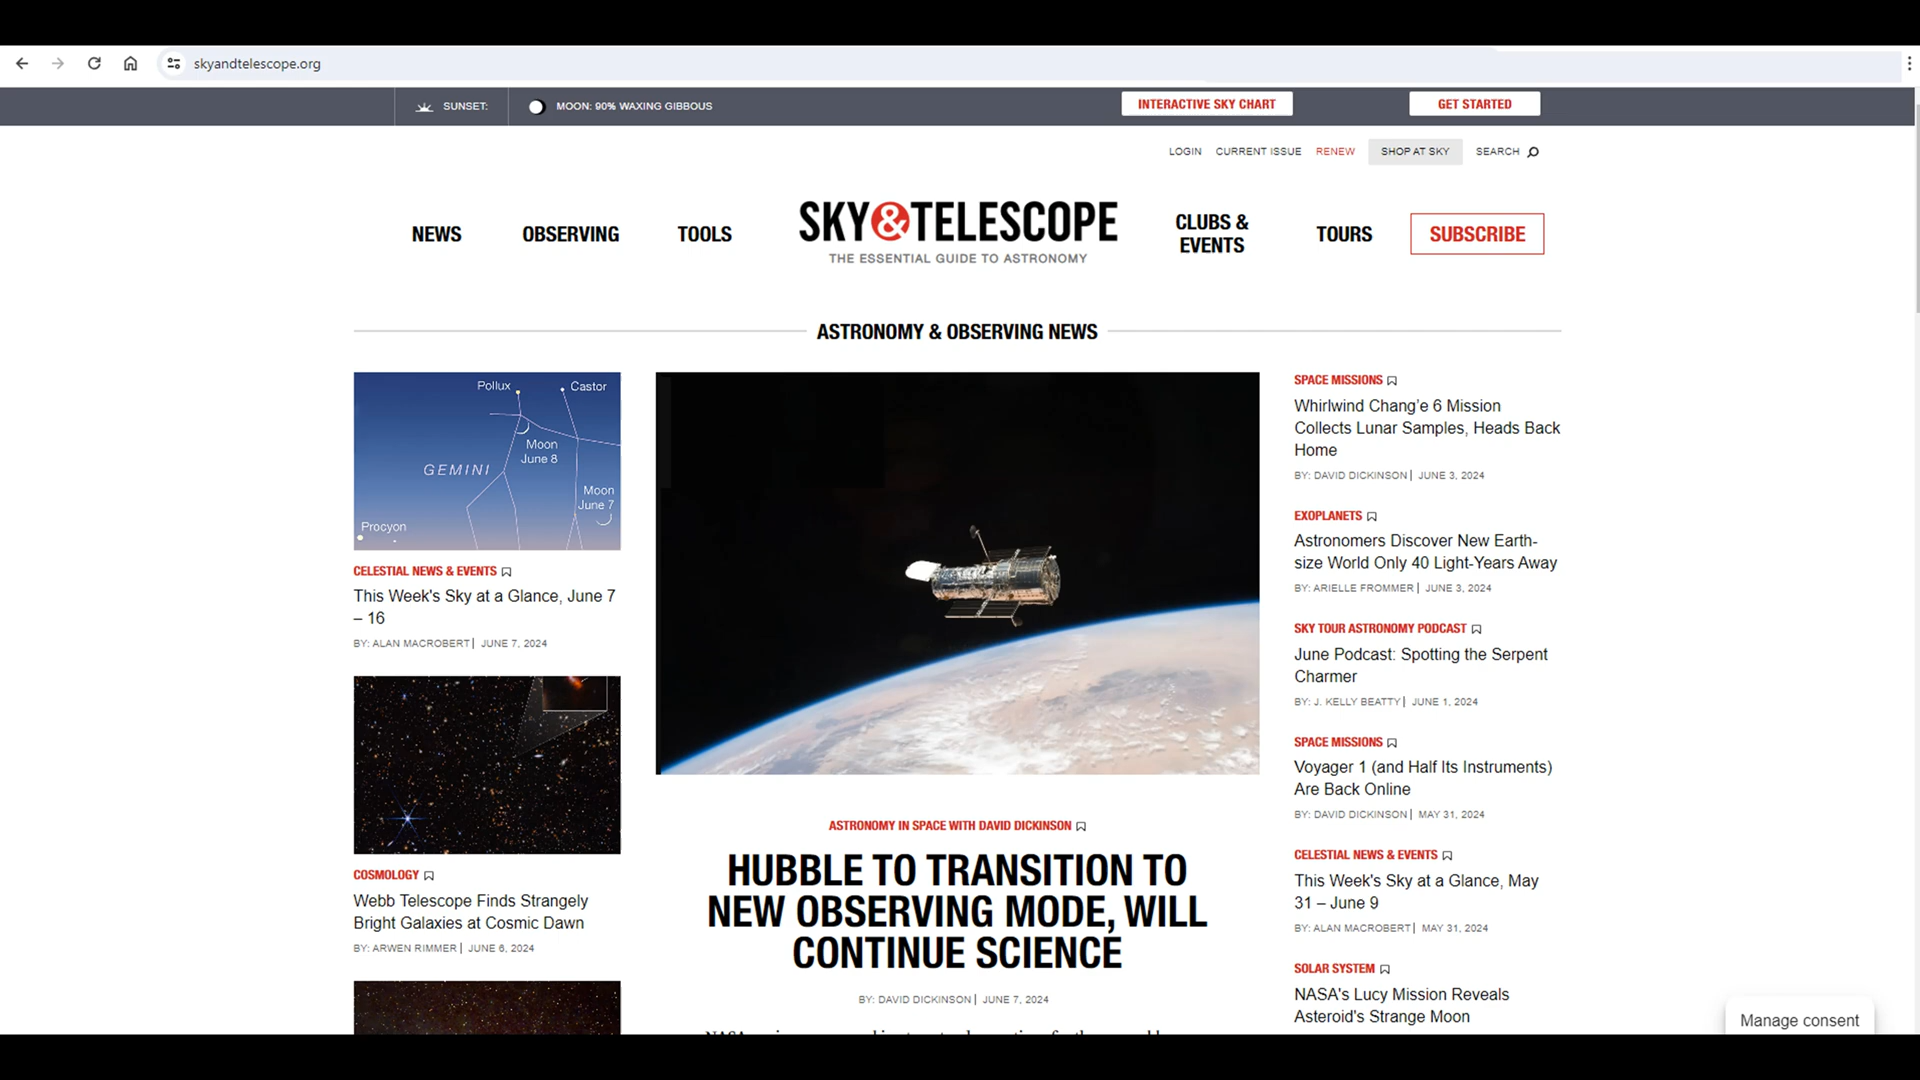 skyandtelescope.org
SUNSET:
MOON: 90% WAXING GIBBOUS
INTERACTIVE SKY CHART
GET STARTED
LOGIN
CURRENT ISSUE
RENEW
SHOP AT SKY
SEARCH
NEWS
OBSERVING
TOOLS
SKY&TELESCOPE
THE ESSENTIAL GUIDE TO ASTRONOMY
CLUBS &
EVENTS
TOURS
SUBSCRIBE
ASTRONOMY & OBSERVING NEWS
Pollux
Castor
Moon
June 8
GEMINI
Moon
June 7
Procyon
CELESTIAL NEWS & EVENTS
This Week's Sky at a Glance, June 7
– 16
BY: ALAN MACROBERT | JUNE 7, 2024
COSMOLOGY
Webb Telescope Finds Strangely
Bright Galaxies at Cosmic Dawn
BY: ARWEN RIMMER | JUNE 6, 2024
ASTRONOMY IN SPACE WITH DAVID DICKINSON
HUBBLE TO TRANSITION TO
NEW OBSERVING MODE, WILL
CONTINUE SCIENCE
BY: DAVID DICKINSON | JUNE 7, 2024
SPACE MISSIONS
Whirlwind Chang’e 6 Mission
Collects Lunar Samples, Heads Back
Home
BY: DAVID DICKINSON | JUNE 3, 2024
EXOPLANETS
Astronomers Discover New Earth-
size World Only 40 Light-Years Away
BY: ARIELLE FROMMER | JUNE 3, 2024
SKY TOUR ASTRONOMY PODCAST
June Podcast: Spotting the Serpent
Charmer
BY: J. KELLY BEATTY | JUNE 1, 2024
SPACE MISSIONS
Voyager 1 (and Half Its Instruments)
Are Back Online
BY: DAVID DICKINSON | MAY 31, 2024
CELESTIAL NEWS & EVENTS
This Week's Sky at a Glance, May
31 – June 9
BY: ALAN MACROBERT | MAY 31, 2024
SOLAR SYSTEM
NASA's Lucy Mission Reveals
Asteroid's Strange Moon
Manage consent